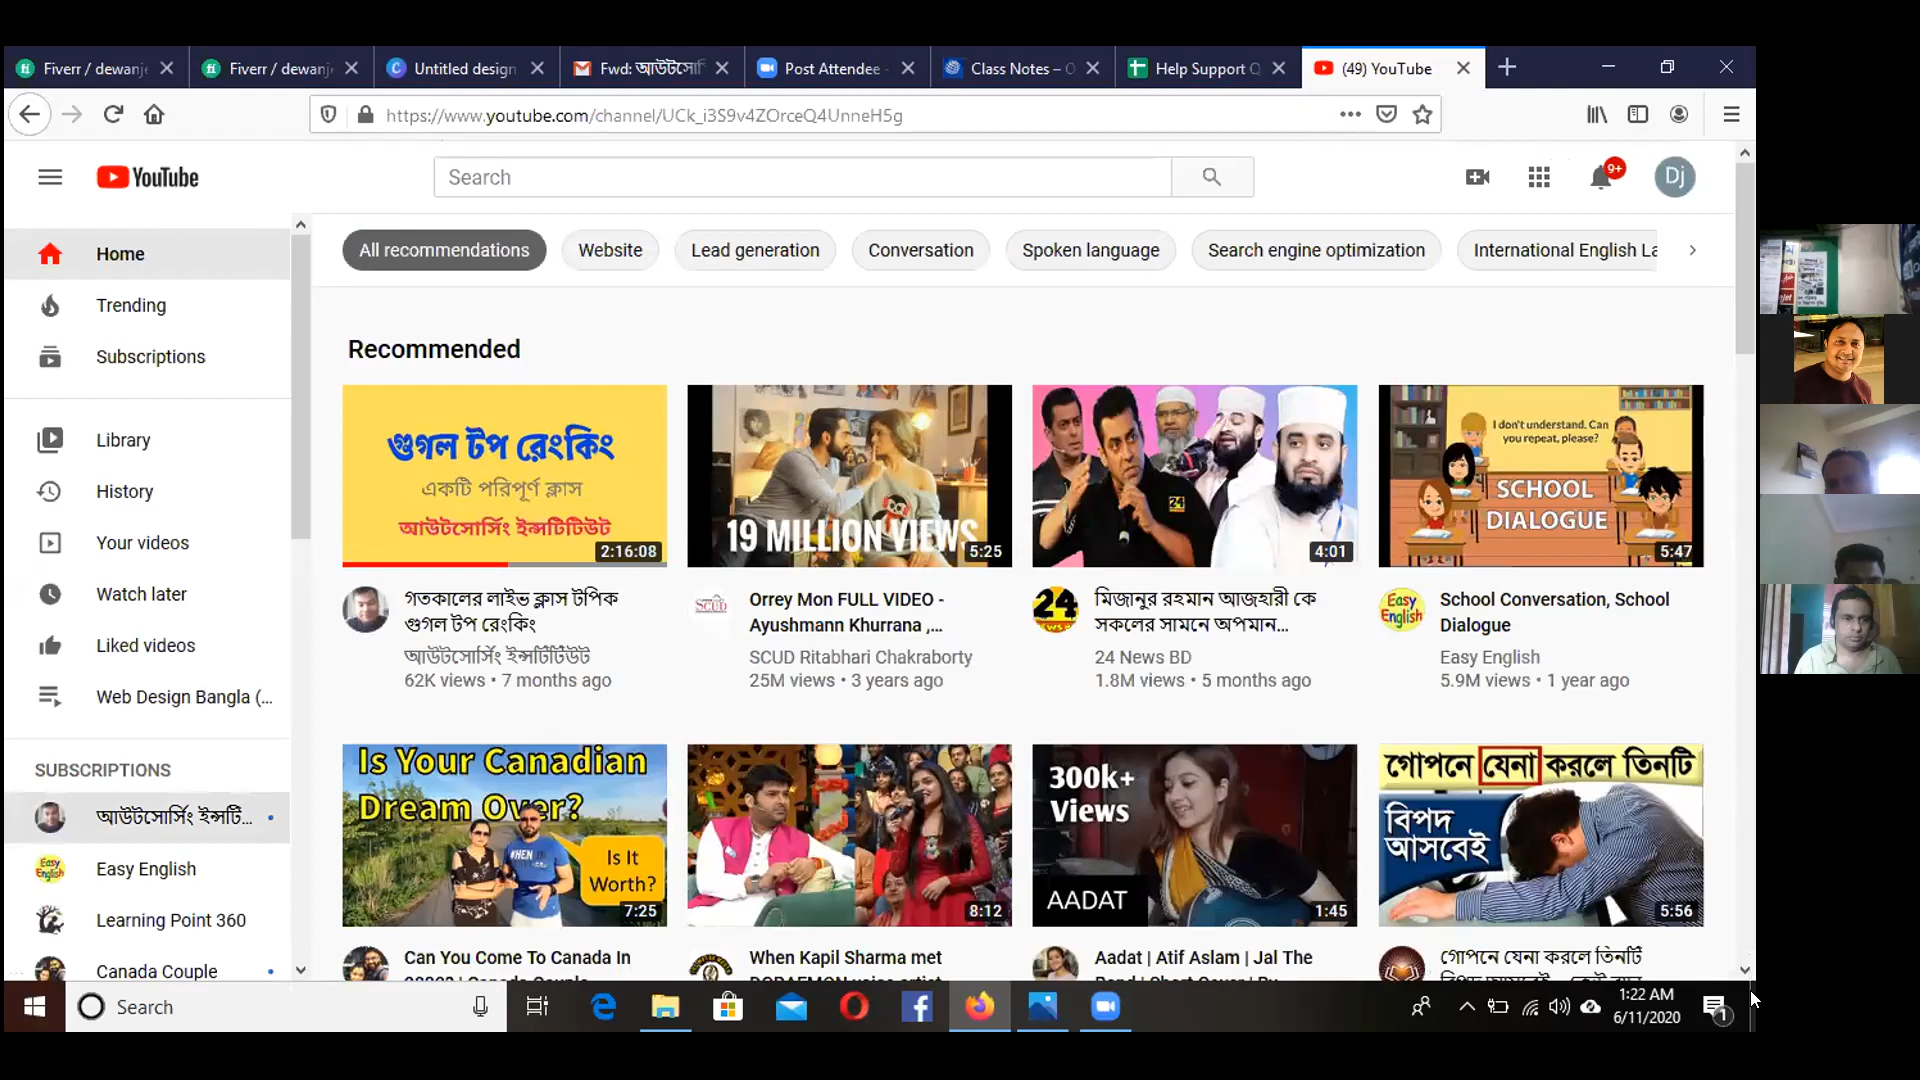 Fiverr / dewanj
Fiverr / dewanj
Untitled design
Fwd: আউটসোর্সি
Post Attendee -
Class Notes – O
Help Support Q
(49) YouTube
https://www.youtube.com/channel/UCk_i3S9v4ZOrceQ4UnneH5g
YouTube
Search
9+
Dj
Home
Trending
Subscriptions
Library
History
Your videos
Watch later
Liked videos
Web Design Bangla (...
SUBSCRIPTIONS
আউটসোর্সিং ইন্সটি...
Easy English
Learning Point 360
Canada Couple
All recommendations
Website
Lead generation
Conversation
Spoken language
Search engine optimization
International English La
Recommended
গুগল টপ রেংকিং
একটি পরিপূর্ণ ক্লাস
আউটসোর্সিং ইন্সটিটিউট
2:16:08
গতকালের লাইভ ক্লাস টপিক
গুগল টপ রেংকিং
আউটসোর্সিং ইন্সটিটিউট
62K views • 7 months ago
19 MILLION VIEWS
5:25
SCUD
Orrey Mon FULL VIDEO -
Ayushmann Khurrana ,...
SCUD Ritabhari Chakraborty
25M views • 3 years ago
24
4:01
24
মিজানুর রহমান আজহারী কে
সকলের সামনে অপমান...
24 News BD
1.8M views • 5 months ago
I don't understand. Can
you repeat, please?
SCHOOL
DIALOGUE
5:47
Easy
English
School Conversation, School
Dialogue
Easy English
5.9M views • 1 year ago
Is Your Canadian
Dream Over?
Is It
Worth?
7:25
Can You Come To Canada In
8:12
When Kapil Sharma met
300k+
Views
AADAT
1:45
Aadat | Atif Aslam | Jal The
গোপনে যেনা করলে তিনটি
বিপদ
আসবেই
5:56
গোপনে যেনা করলে তিনটি
Search
1:22 AM
6/11/2020
1